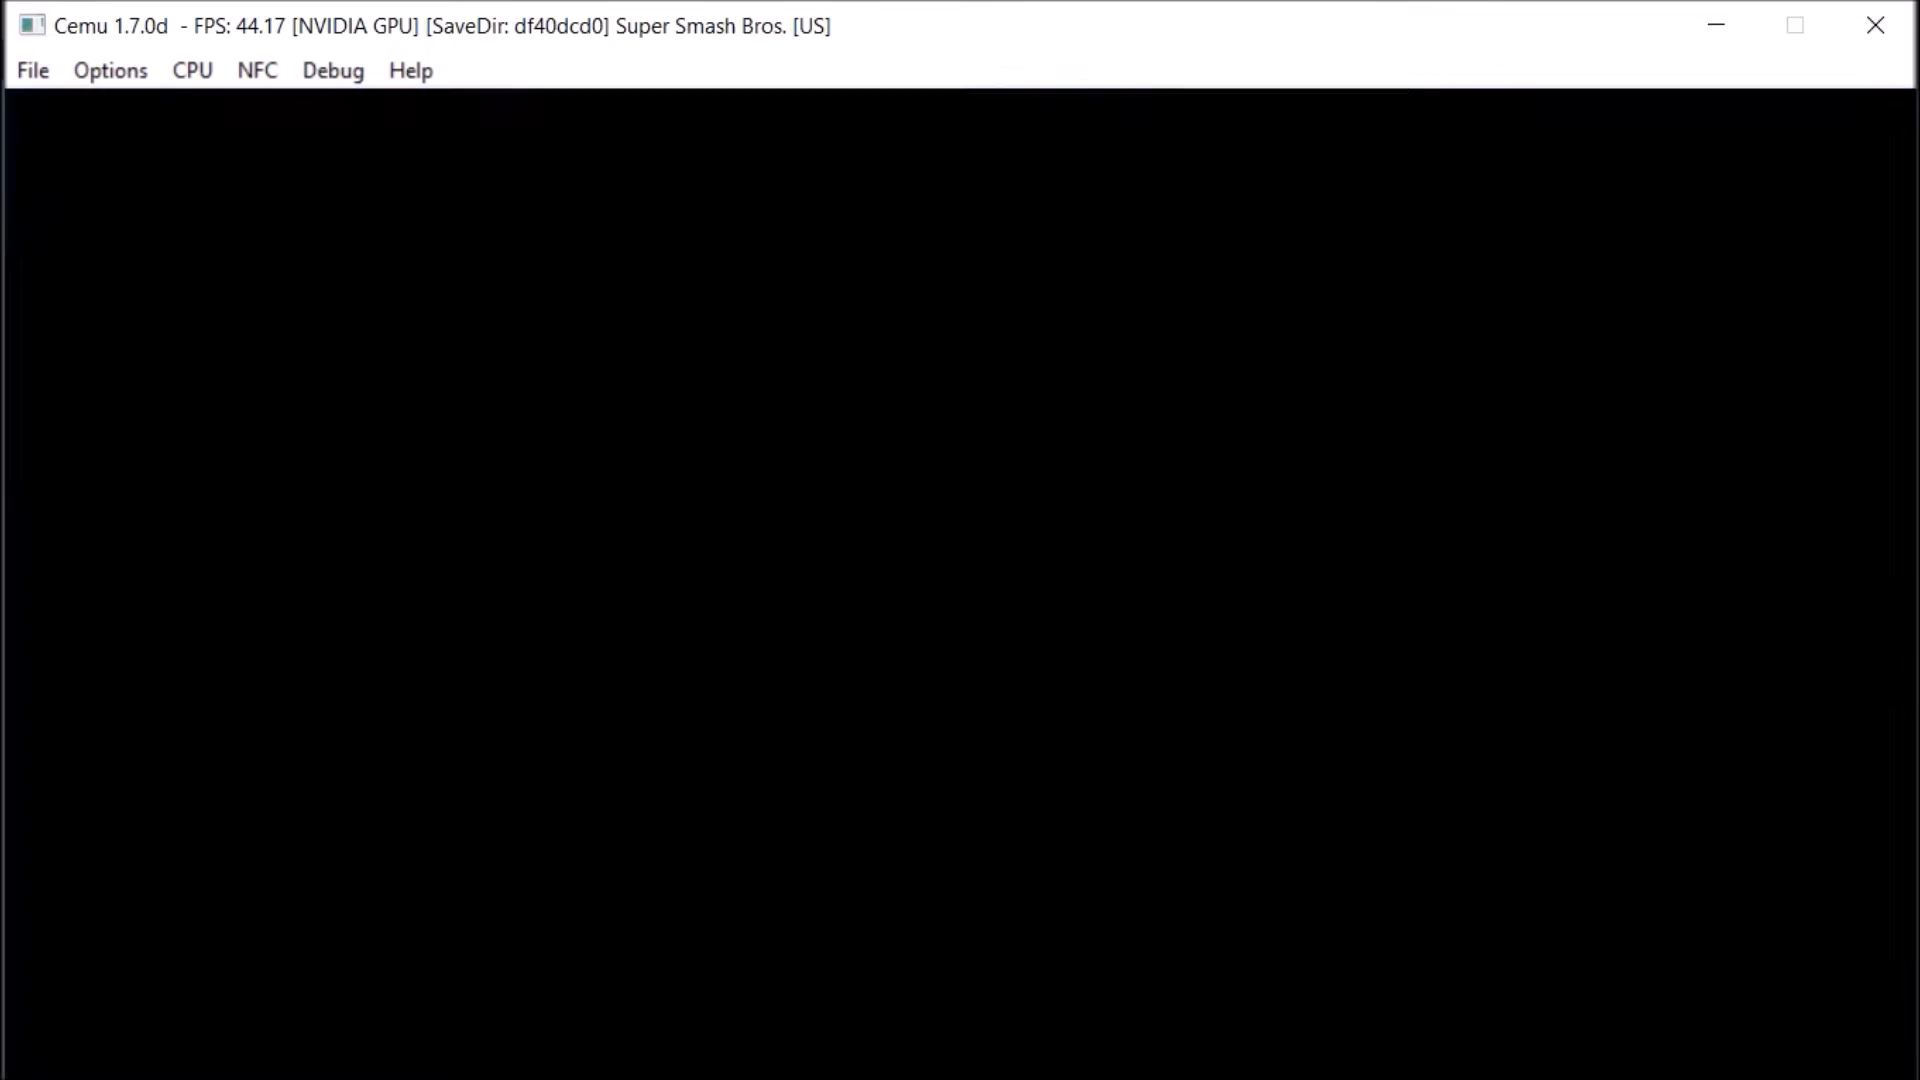 Cemu 1.7.0d - FPS: 44.17 [NVIDIA GPU] [SaveDir: df40dcd0] Super Smash Bros. [US]
File Options CPU NFC Debug Help